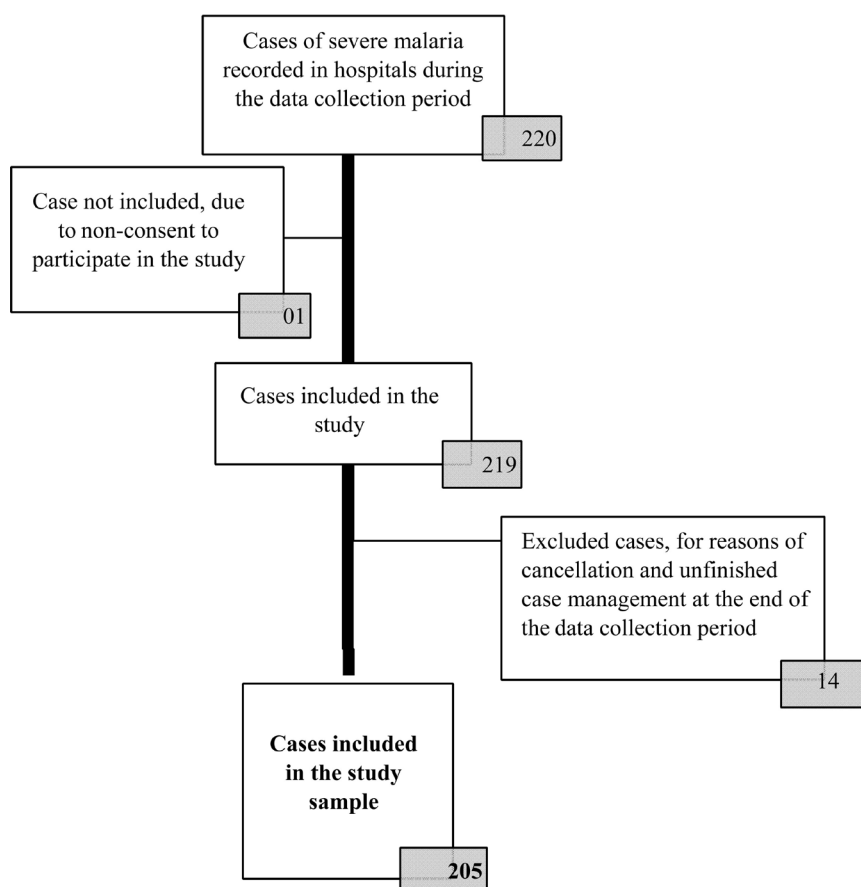 Cases of severe malaria
recorded in hospitals during
the data collection period
220
Case not included, due
to non-consent to
participate in the study
01
Cases included in the
study
219
Excluded cases, for reasons of
cancellation and unfinished
case management at the end of
the data collection period
14
Cases included
in the study
sample
205